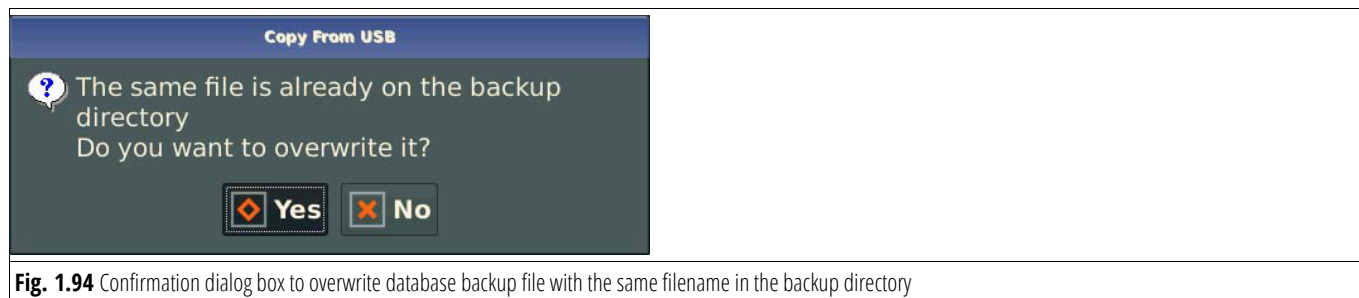 Copy From USB
The same file is already on the backup
directory
Do you want to overwrite it?
Yes No
Fig. 1.94 Confirmation dialog box to overwrite database backup file with the same filename in the backup directory